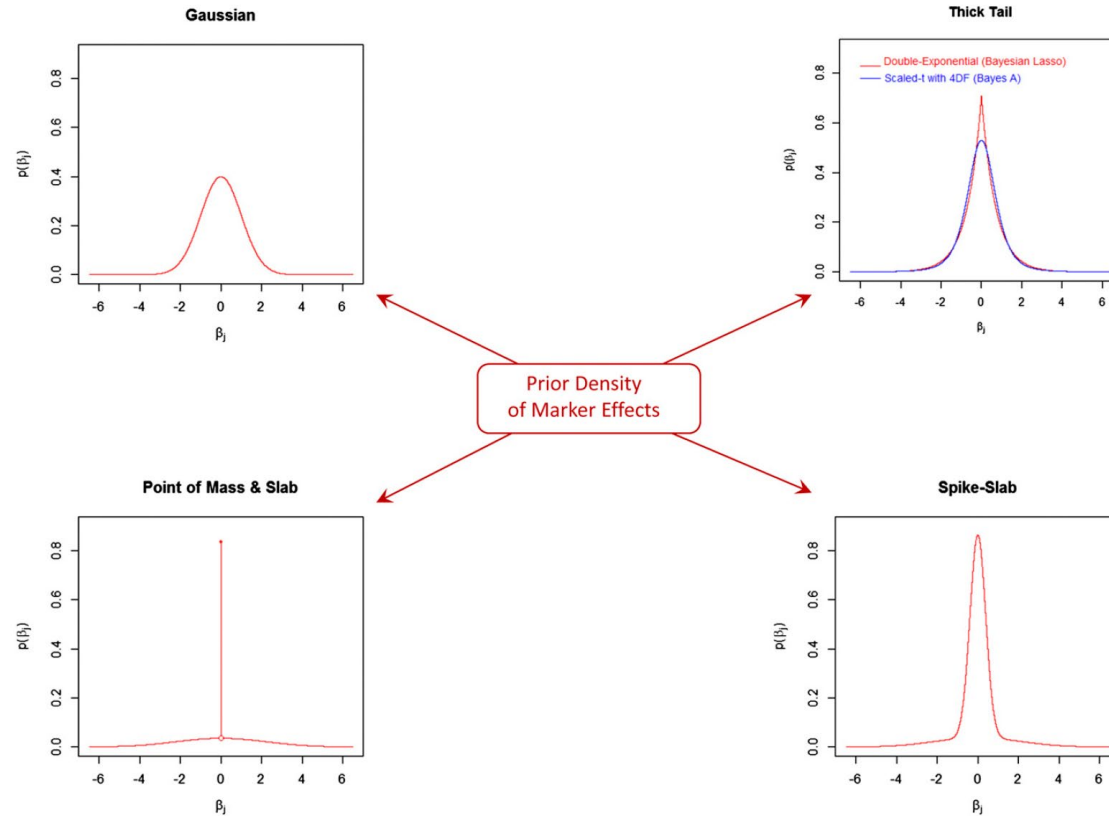 Gaussian
p(βj)
0.8
0.6
0.4
0.2
0.0
-6 -4 -2 0 2 4 6
βj
Thick Tail
Double-Exponential (Bayesian Lasso)
Scaled-t with 4DF (Bayes A)
p(βj)
0.8
0.6
0.4
0.2
0.0
-6 -4 -2 0 2 4 6
βj
Prior Density
of Marker Effects
Point of Mass & Slab
p(βj)
0.8
0.6
0.4
0.2
0.0
-6 -4 -2 0 2 4 6
βj
Spike-Slab
p(βj)
0.8
0.6
0.4
0.2
0.0
-6 -4 -2 0 2 4 6
βj